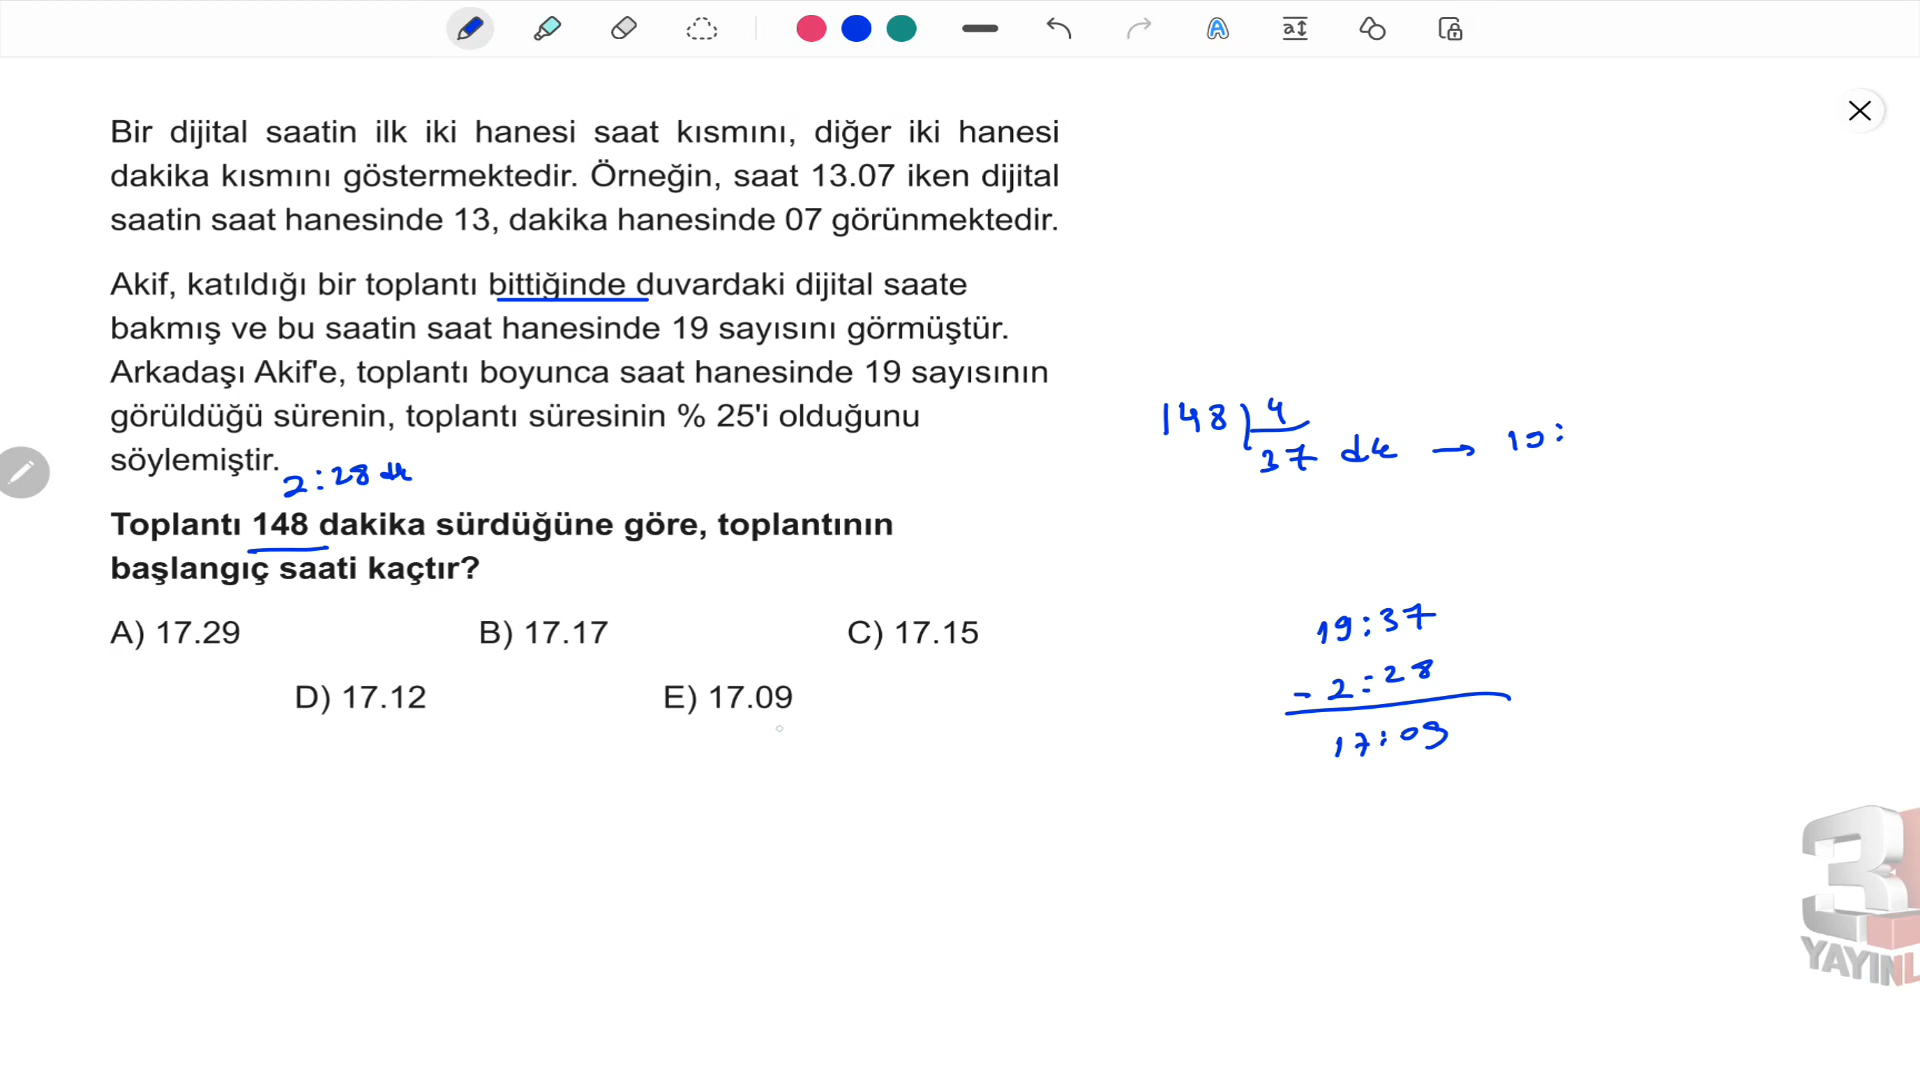 Bir dijital saatin ilk iki hanesi saat kısmını, diğer iki hanesi
dakika kısmını göstermektedir. Örneğin, saat 13.07 iken dijital
saatin saat hanesinde 13, dakika hanesinde 07 görünmektedir.
Akif, katıldığı bir toplantı bittiğinde duvardaki dijital saate
bakmış ve bu saatin saat hanesinde 19 sayısını görmüştür.
Arkadaşı Akif'e, toplantı boyunca saat hanesinde 19 sayısının
görüldüğü sürenin, toplantı süresinin % 25'i olduğunu
söylemiştir.
2:28 dk
Toplantı 148 dakika sürdüğüne göre, toplantının
başlangıç saati kaçtır?
A) 17.29 B) 17.17 C) 17.15
D) 17.12 E) 17.09
148 4
37 dk → 19:
19:37
- 2:28
17:09
3
YAYINL